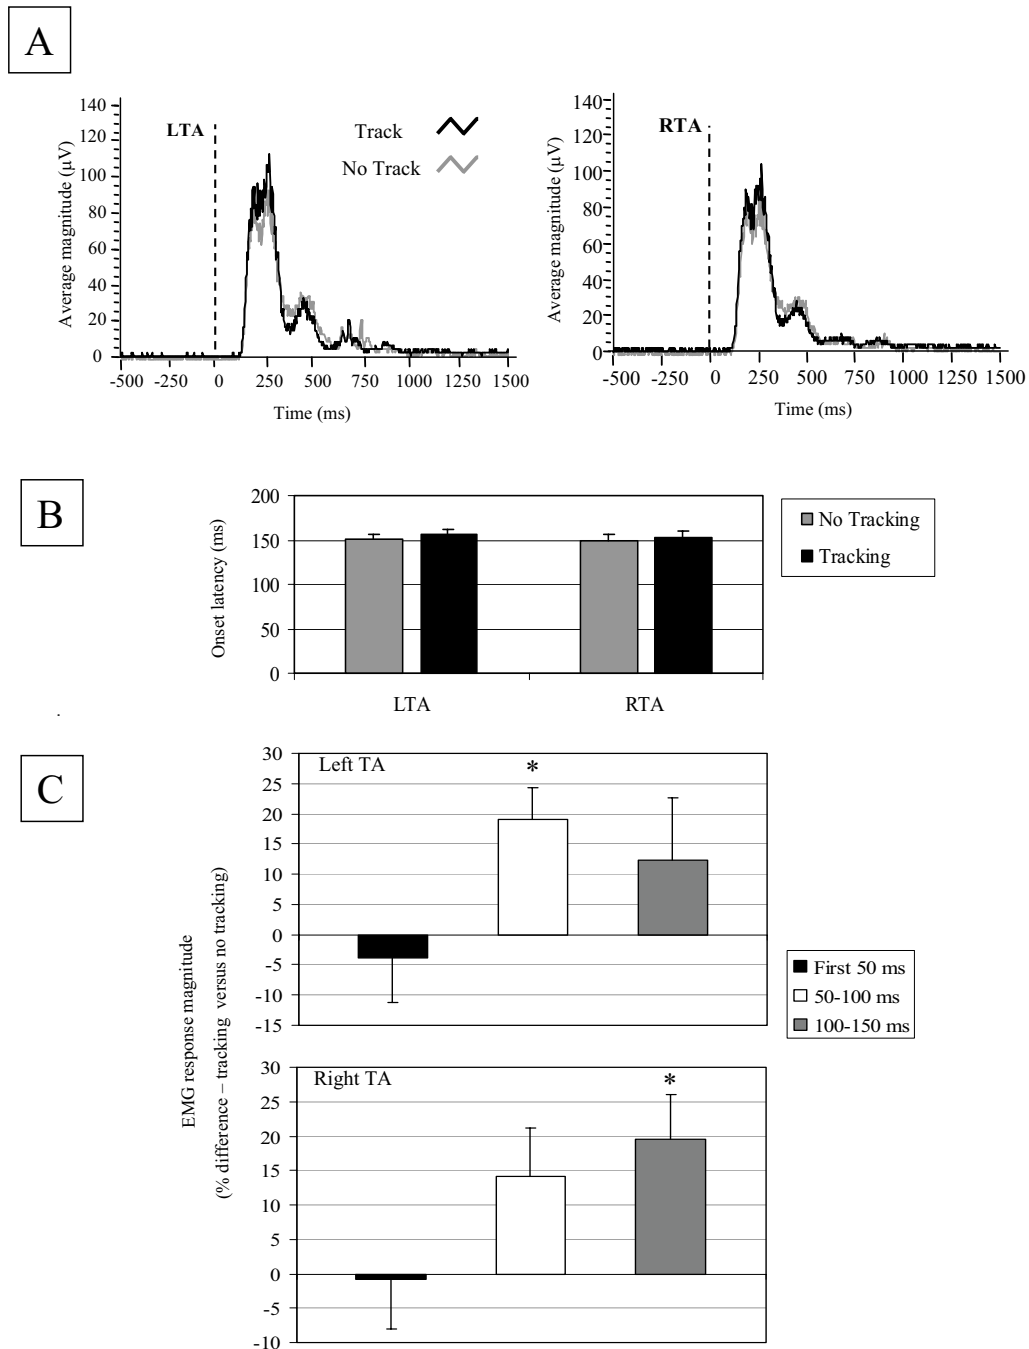 A
140
120
100
80
60
40
20
0
Average magnitude (µV)
LTA
Track
No Track
-500 -250 0 250 500 750 1000 1250 1500
Time (ms)
140
120
100
80
60
40
20
0
Average magnitude (µV)
RTA
-500 -250 0 250 500 750 1000 1250 1500
Time (ms)
B
200
150
100
50
0
Onset latency (ms)
LTA RTA
No Tracking
Tracking
C
EMG response magnitude
(% difference – tracking versus no tracking)
30
25
20
15
10
5
0
-5
-10
-15
Left TA
*
First 50 ms
50-100 ms
100-150 ms
30
25
20
15
10
5
0
-5
-10
Right TA
*